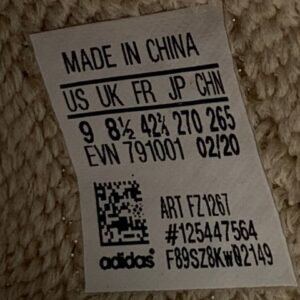 MADE IN CHINA
US UK FR JP CHN
9 8½ 42⅔ 270 265
EVN 791001 02/20
ART FZ1267
#125447564
adidas F89SZ8KwD2149